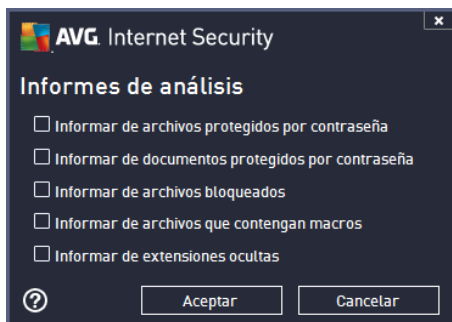 AVG. Internet Security
Informes de análisis
Informar de archivos protegidos por contraseña
Informar de documentos protegidos por contraseña
Informar de archivos bloqueados
Informar de archivos que contengan macros
Informar de extensiones ocultas
Aceptar
Cancelar